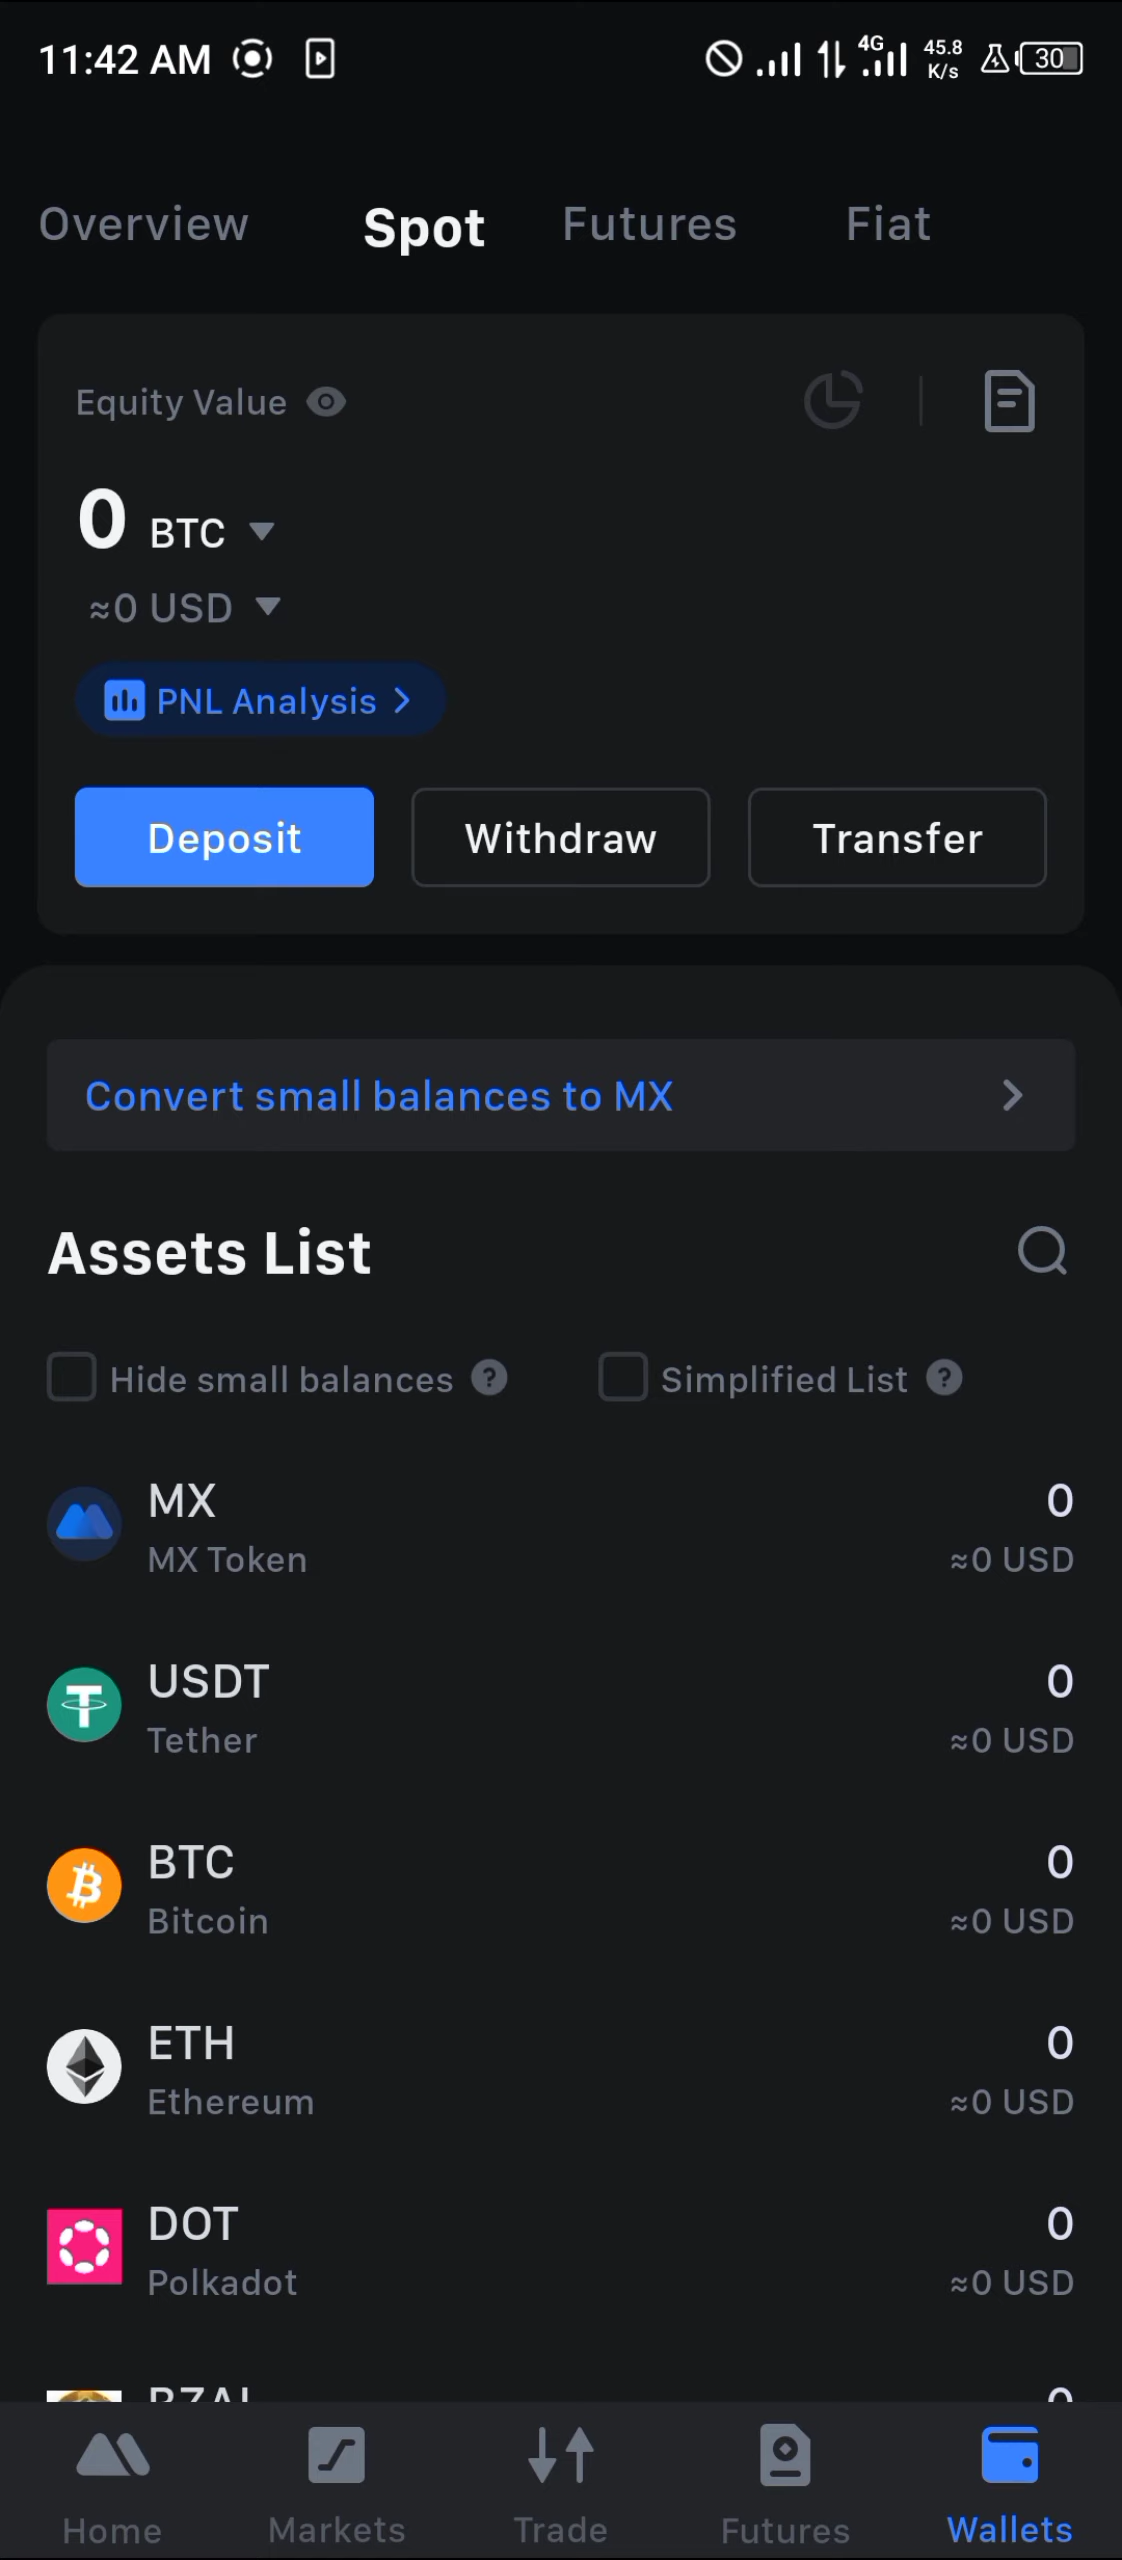 11:42 AM 4G 45.8 K/s 30
Overview Spot Futures Fiat
Equity Value
0 BTC
≈0 USD
PNL Analysis
Deposit Withdraw Transfer
Convert small balances to MX
Assets List
Hide small balances ? Simplified List ?
MX 0
MX Token ≈0 USD
USDT 0
Tether ≈0 USD
BTC 0
Bitcoin ≈0 USD
ETH 0
Ethereum ≈0 USD
DOT 0
Polkadot ≈0 USD
0
Home Markets Trade Futures Wallets